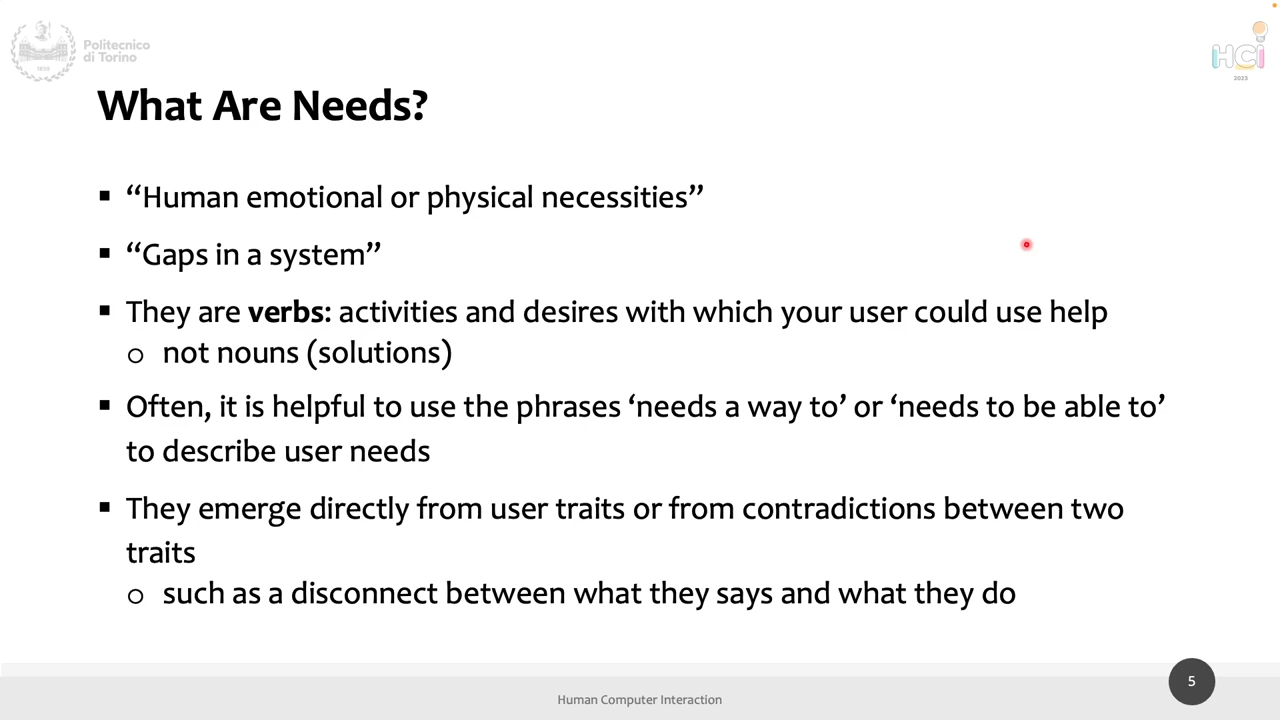 Politecnico
di Torino
1859
HCI
2023
What Are Needs?
▪ “Human emotional or physical necessities”
▪ “Gaps in a system”
▪ They are verbs: activities and desires with which your user could use help
o not nouns (solutions)
▪ Often, it is helpful to use the phrases ‘needs a way to’ or ‘needs to be able to’
to describe user needs
▪ They emerge directly from user traits or from contradictions between two
traits
o such as a disconnect between what they says and what they do
Human Computer Interaction
5